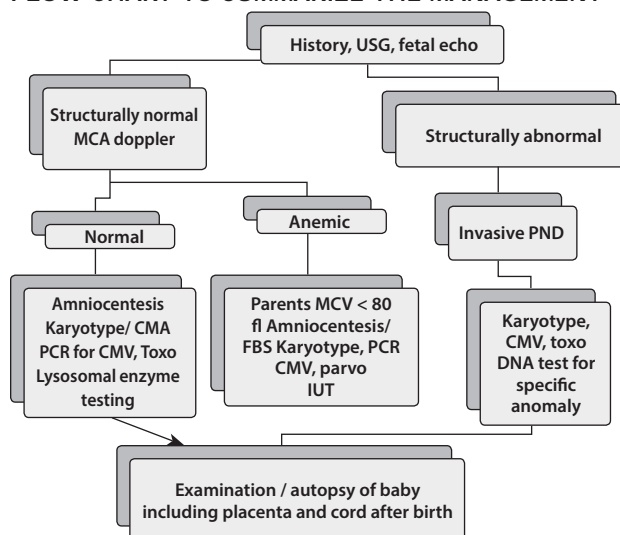 FLOW CHART TO SUMMARIZE THE MANAGEMENT
History, USG, fetal echo
Structurally normal
MCA doppler
Structurally abnormal
Normal
Anemic
Invasive PND
Amniocentesis
Karyotype/ CMA
PCR for CMV, Toxo
Lysosomal enzyme
testing
Parents MCV < 80
fl Amniocentesis/
FBS Karyotype, PCR
CMV, parvo
IUT
Karyotype,
CMV, toxo
DNA test for
specific
anomaly
Examination / autopsy of baby
including placenta and cord after birth